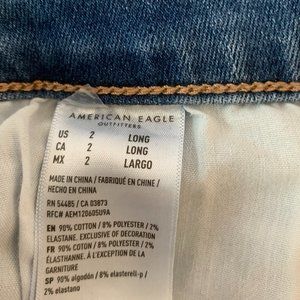 AMERICAN EAGLE
OUTFITTERS
US 2 LONG
CA 2 LONG
MX 2 LARGO
MADE IN CHINA / FABRIQUÉ EN CHINE /
HECHO EN CHINA
RN 54485 / CA 03873
RFC# AEM120605U9A
EN 90% COTTON / 8% POLYESTER / 2%
ELASTANE. EXCLUSIVE OF DECORATION
FR 90% COTTON / 8% POLYESTER / 2%
ÉLASTHANNE / À L'EXCEPTION DE LA
GARNITURE
SP 90% algodón / 8% elasterell-p /
2% elastano